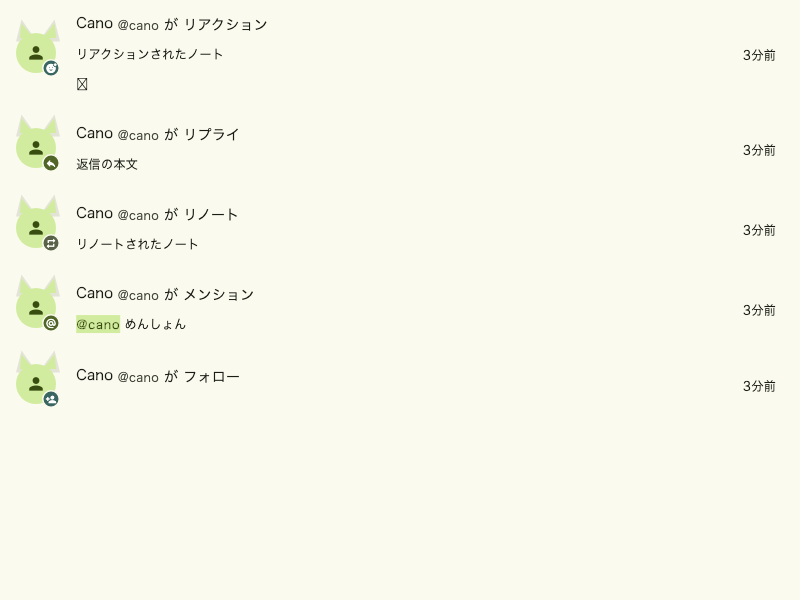 Cano @cano が リアクション
リアクションされたノート
3分前
Cano @cano が リプライ
返信の本文
3分前
Cano @cano が リノート
リノートされたノート
3分前
Cano @cano が メンション
@cano めんしょん
3分前
Cano @cano が フォロー
3分前